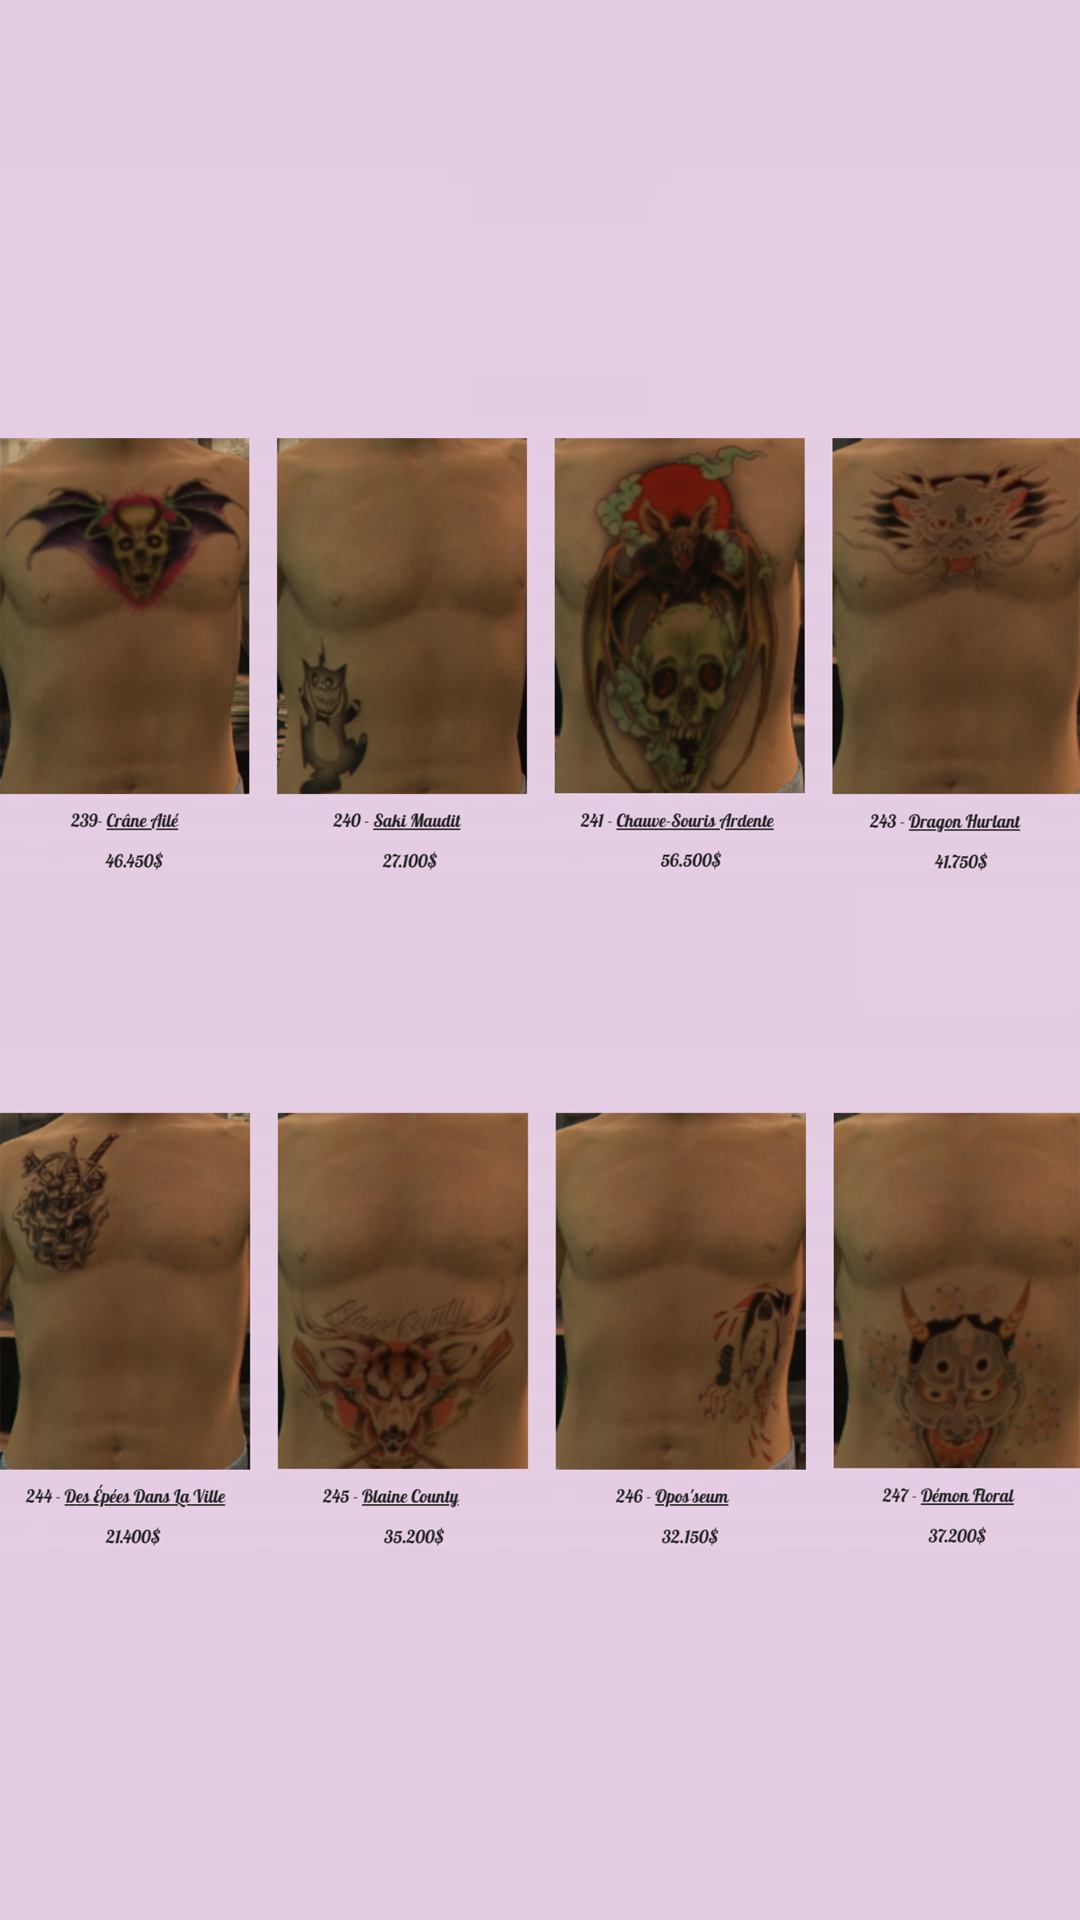 239- Crâne Ailé
46.450$
240 - Saki Maudit
27.100$
241 - Chauve-Souris Ardente
56.500$
243 - Dragon Hurlant
41.750$
Blaine County
244 - Des Épées Dans La Ville
21.400$
245 - Blaine County
35.200$
246 - Opos'seum
32.150$
247 - Démon Floral
37.200$